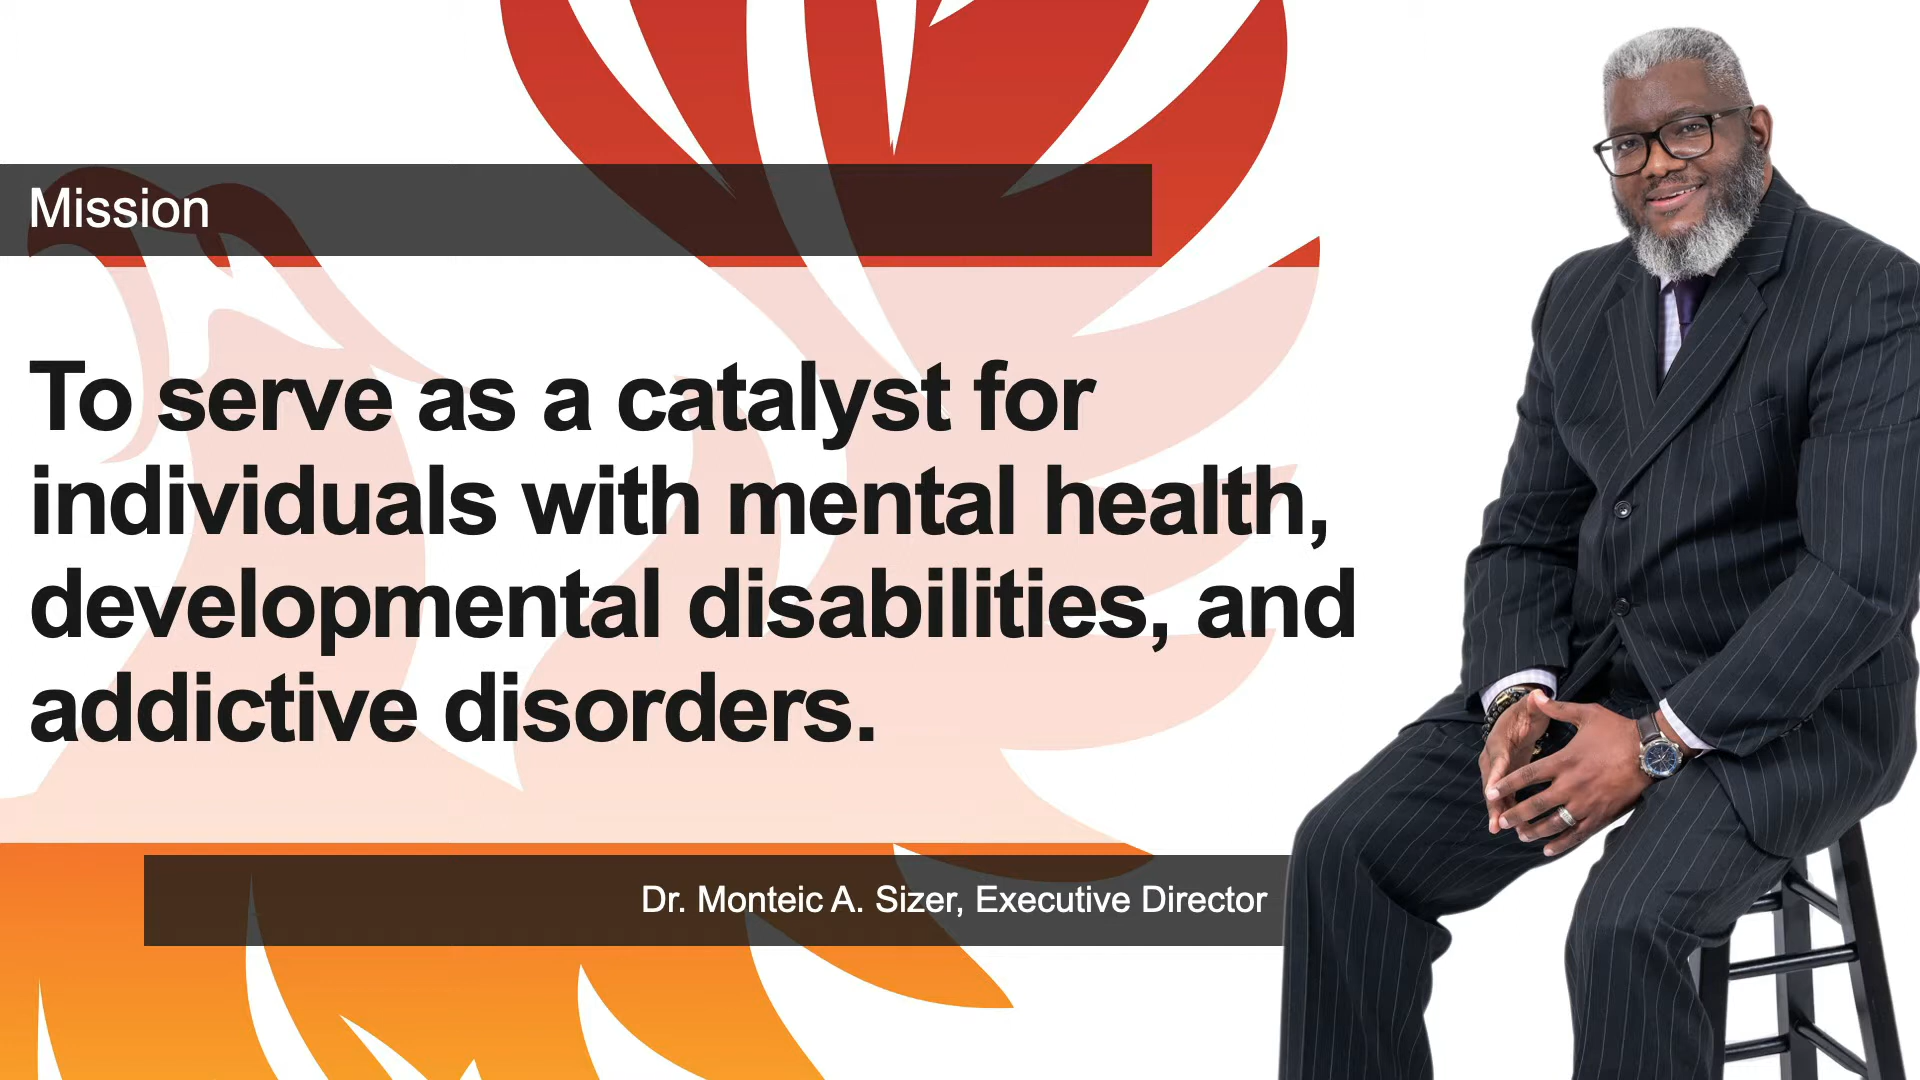 Mission
To serve as a catalyst for
individuals with mental health,
developmental disabilities, and
addictive disorders.
Dr. Monteic A. Sizer, Executive Director